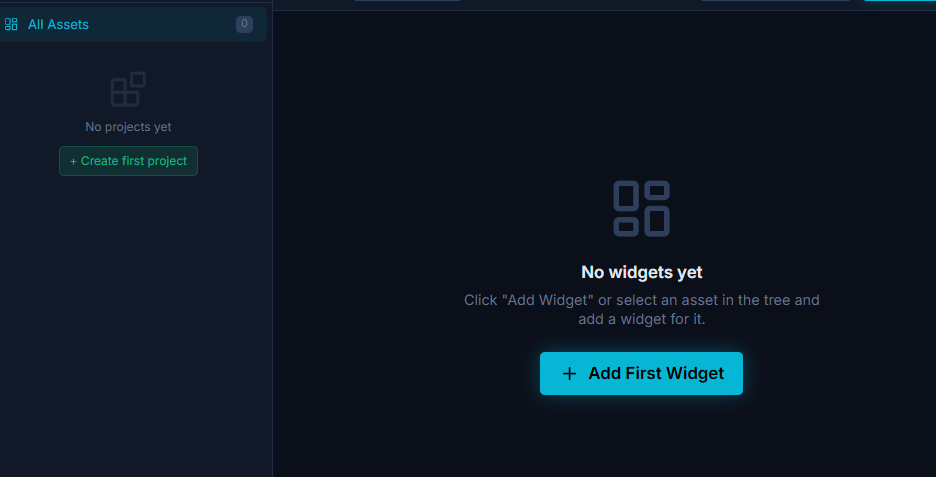 All Assets
0
No projects yet
+ Create first project
No widgets yet
Click "Add Widget" or select an asset in the tree and
add a widget for it.
+ Add First Widget